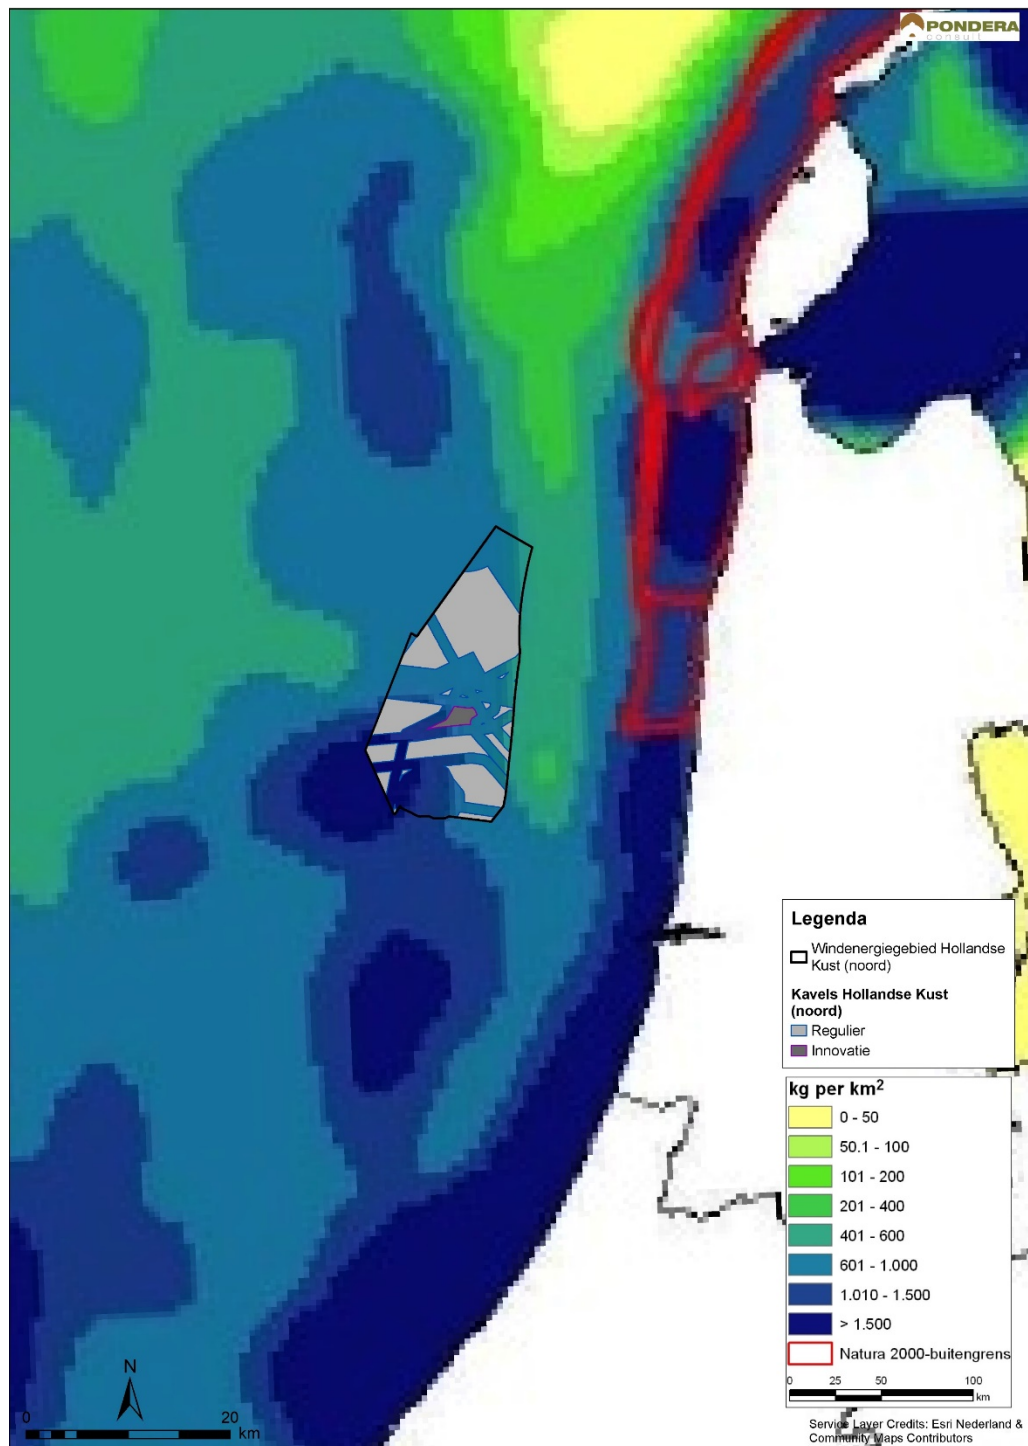 PONDERA
consult
Legenda
Windenergiegebied Hollandse
Kust (noord)
Kavels Hollandse Kust
(noord)
Regulier
Innovatie
kg per km²
0 - 50
50.1 - 100
101 - 200
201 - 400
401 - 600
601 - 1.000
1.010 - 1.500
> 1.500
Natura 2000-buitengrens
0 25 50 100
km
N
0 20
km
Service Layer Credits: Esri Nederland &
Community Maps Contributors